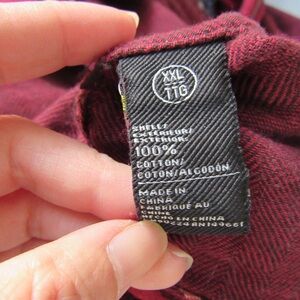 XXL
TTG
SHELL/
EXTÉRIEUR/
EXTERIOR:
100%
COTTON/
COTON/ALGODÓN
MADE IN
CHINA
FABRIQUÉ AU
CHINE
HECHO EN CHINA